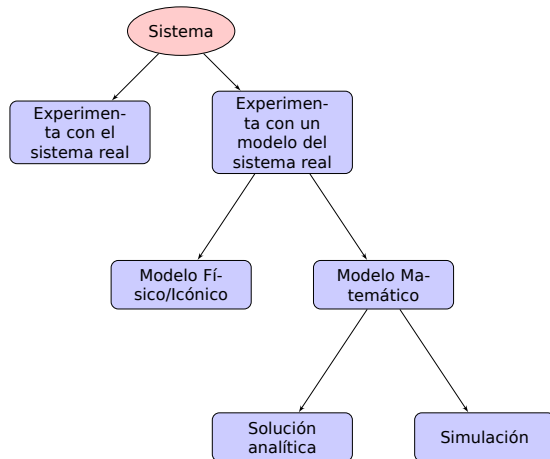 Sistema
Experimen-
ta con el
sistema real
Experimen-
ta con un
modelo del
sistema real
Modelo Fí-
sico/Icónico
Modelo Ma-
temático
Solución
analítica
Simulación